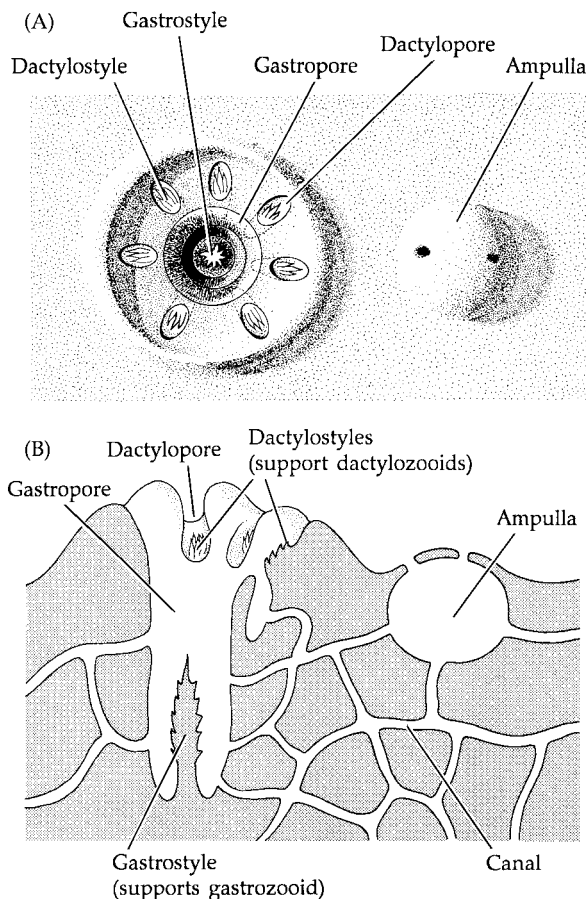 (A)
Gastrostyle
Dactylostyle
Gastropore
Dactylopore
Ampulla
(B)
Dactylopore
Gastropore
Dactylostyles
(support dactylozooids)
Ampulla
Gastrostyle
(supports gastrozooid)
Canal